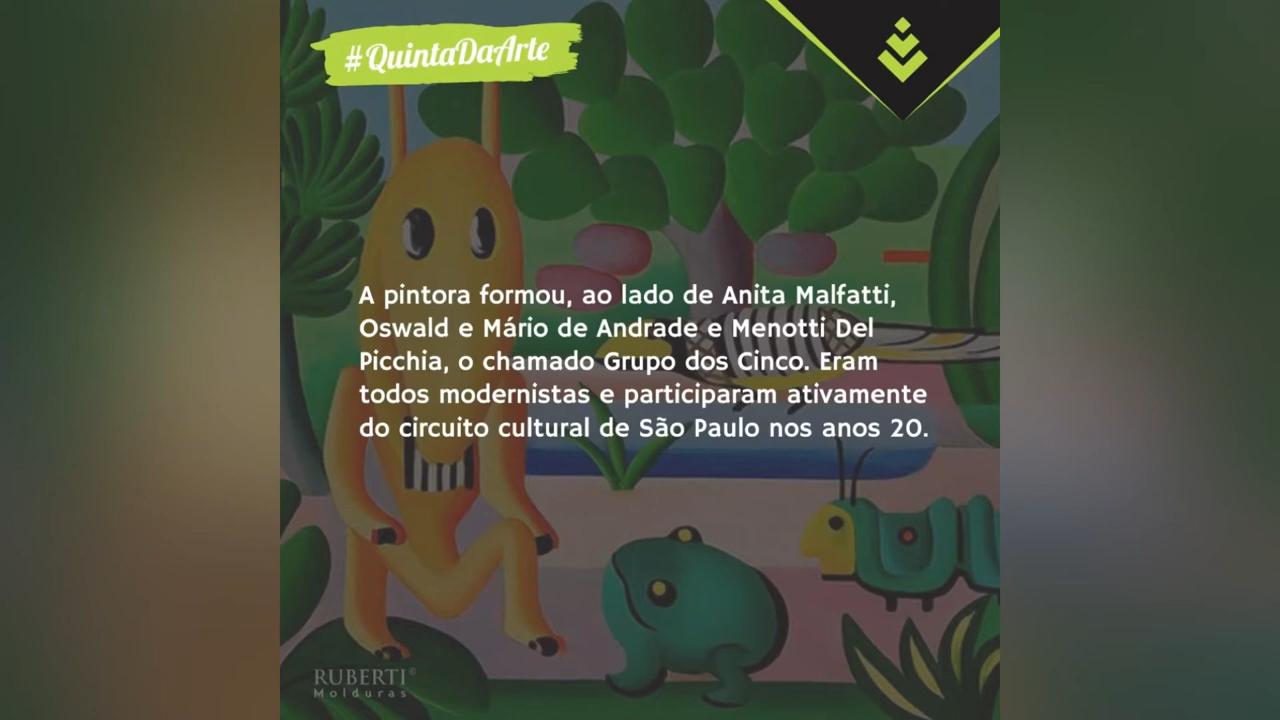 #QuintaDaArte
A pintora formou, ao lado de Anita Malfatti,
Oswald e Mário de Andrade e Menotti Del
Picchia, o chamado Grupo dos Cinco. Eram
todos modernistas e participaram ativamente
do circuito cultural de São Paulo nos anos 20.
RUBERTI©
Molduras